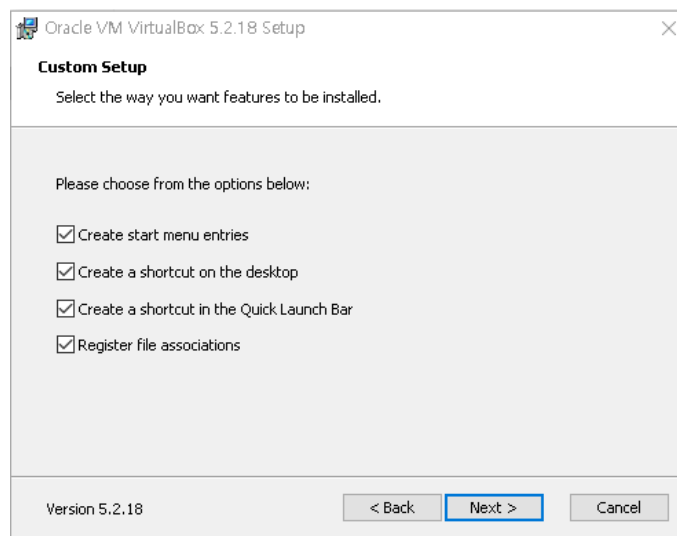 Oracle VM VirtualBox 5.2.18 Setup
Custom Setup
Select the way you want features to be installed.
Please choose from the options below:
Create start menu entries
Create a shortcut on the desktop
Create a shortcut in the Quick Launch Bar
Register file associations
Version 5.2.18
< Back
Next >
Cancel